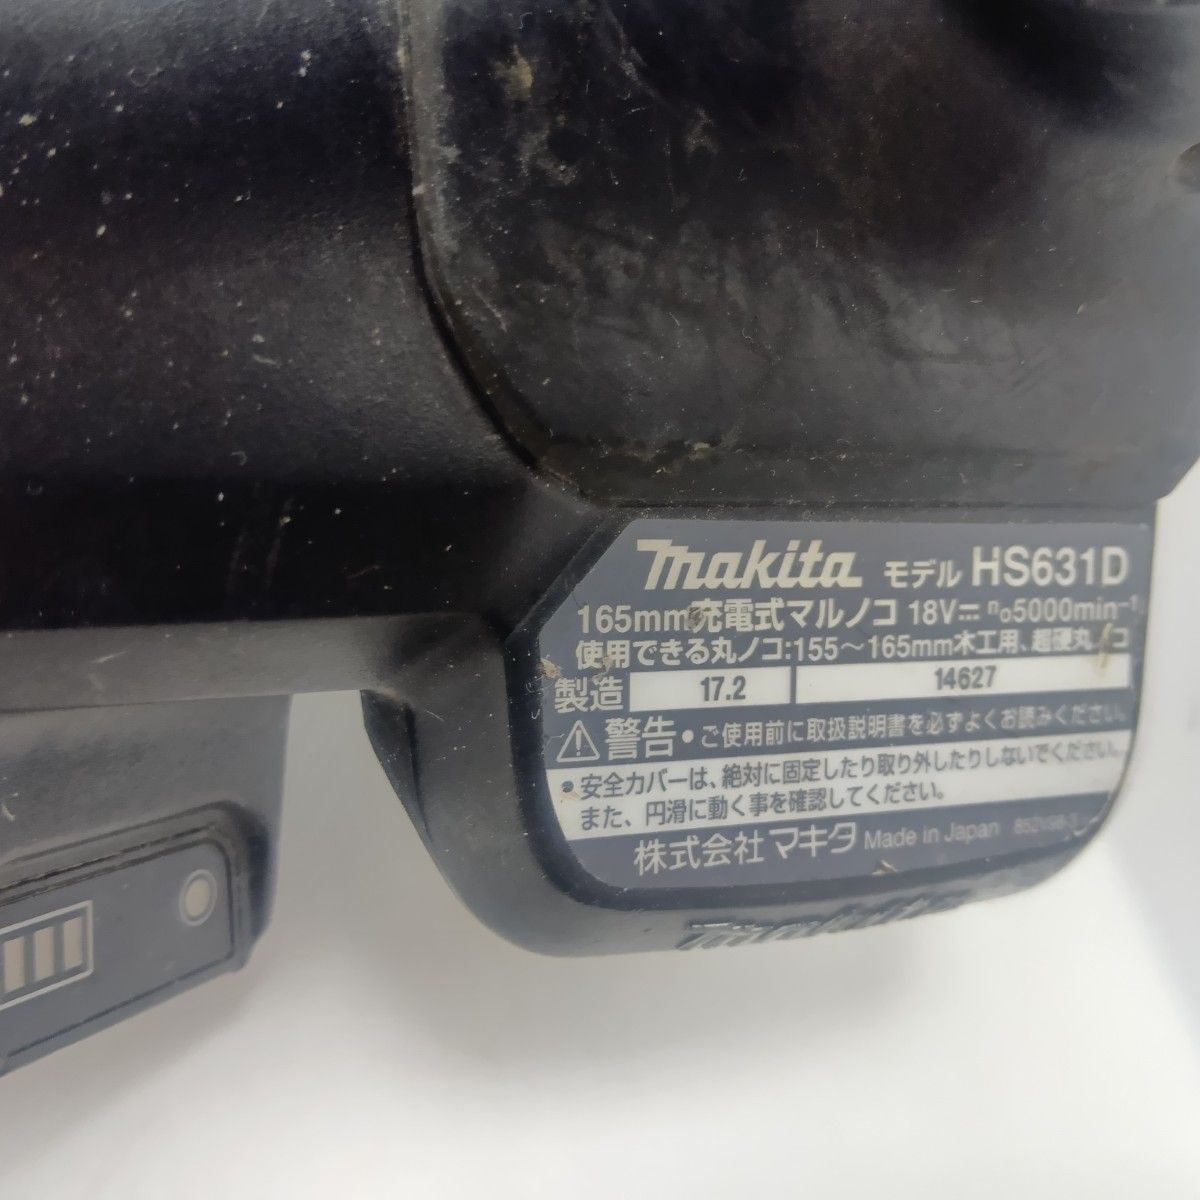 makita モデル HS631D
165mm充電式マルノコ 18V⎓ n₀5000min⁻¹
使用できる丸ノコ:155～165mm木工用、超硬丸ノコ
製造 17.2 14627
⚠警告 •ご使用前に取扱説明書を必ずよくお読みください。
•安全カバーは、絶対に固定したり取り外したりしないでください。
また、円滑に動く事を確認してください。
株式会社マキタ Made in Japan
makita